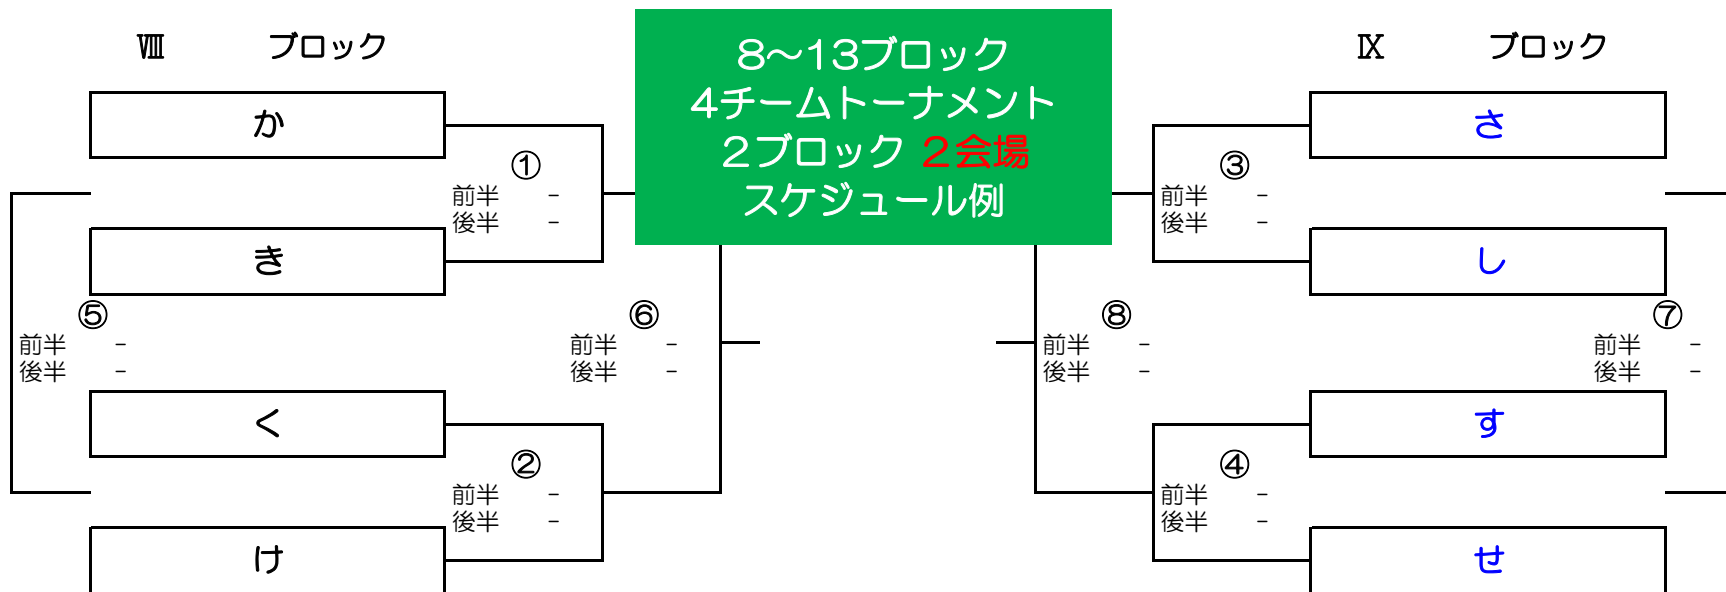 Ⅷ ブロック
8～13ブロック
4チームトーナメント
2ブロック 2会場
スケジュール例
Ⅸ ブロック
か
①
前半 -
後半 -
き
⑤
前半 -
後半 -
⑥
前半 -
後半 -
く
②
前半 -
後半 -
け
さ
③
前半 -
後半 -
し
⑧
前半 -
後半 -
⑦
前半 -
後半 -
す
④
前半 -
後半 -
せ